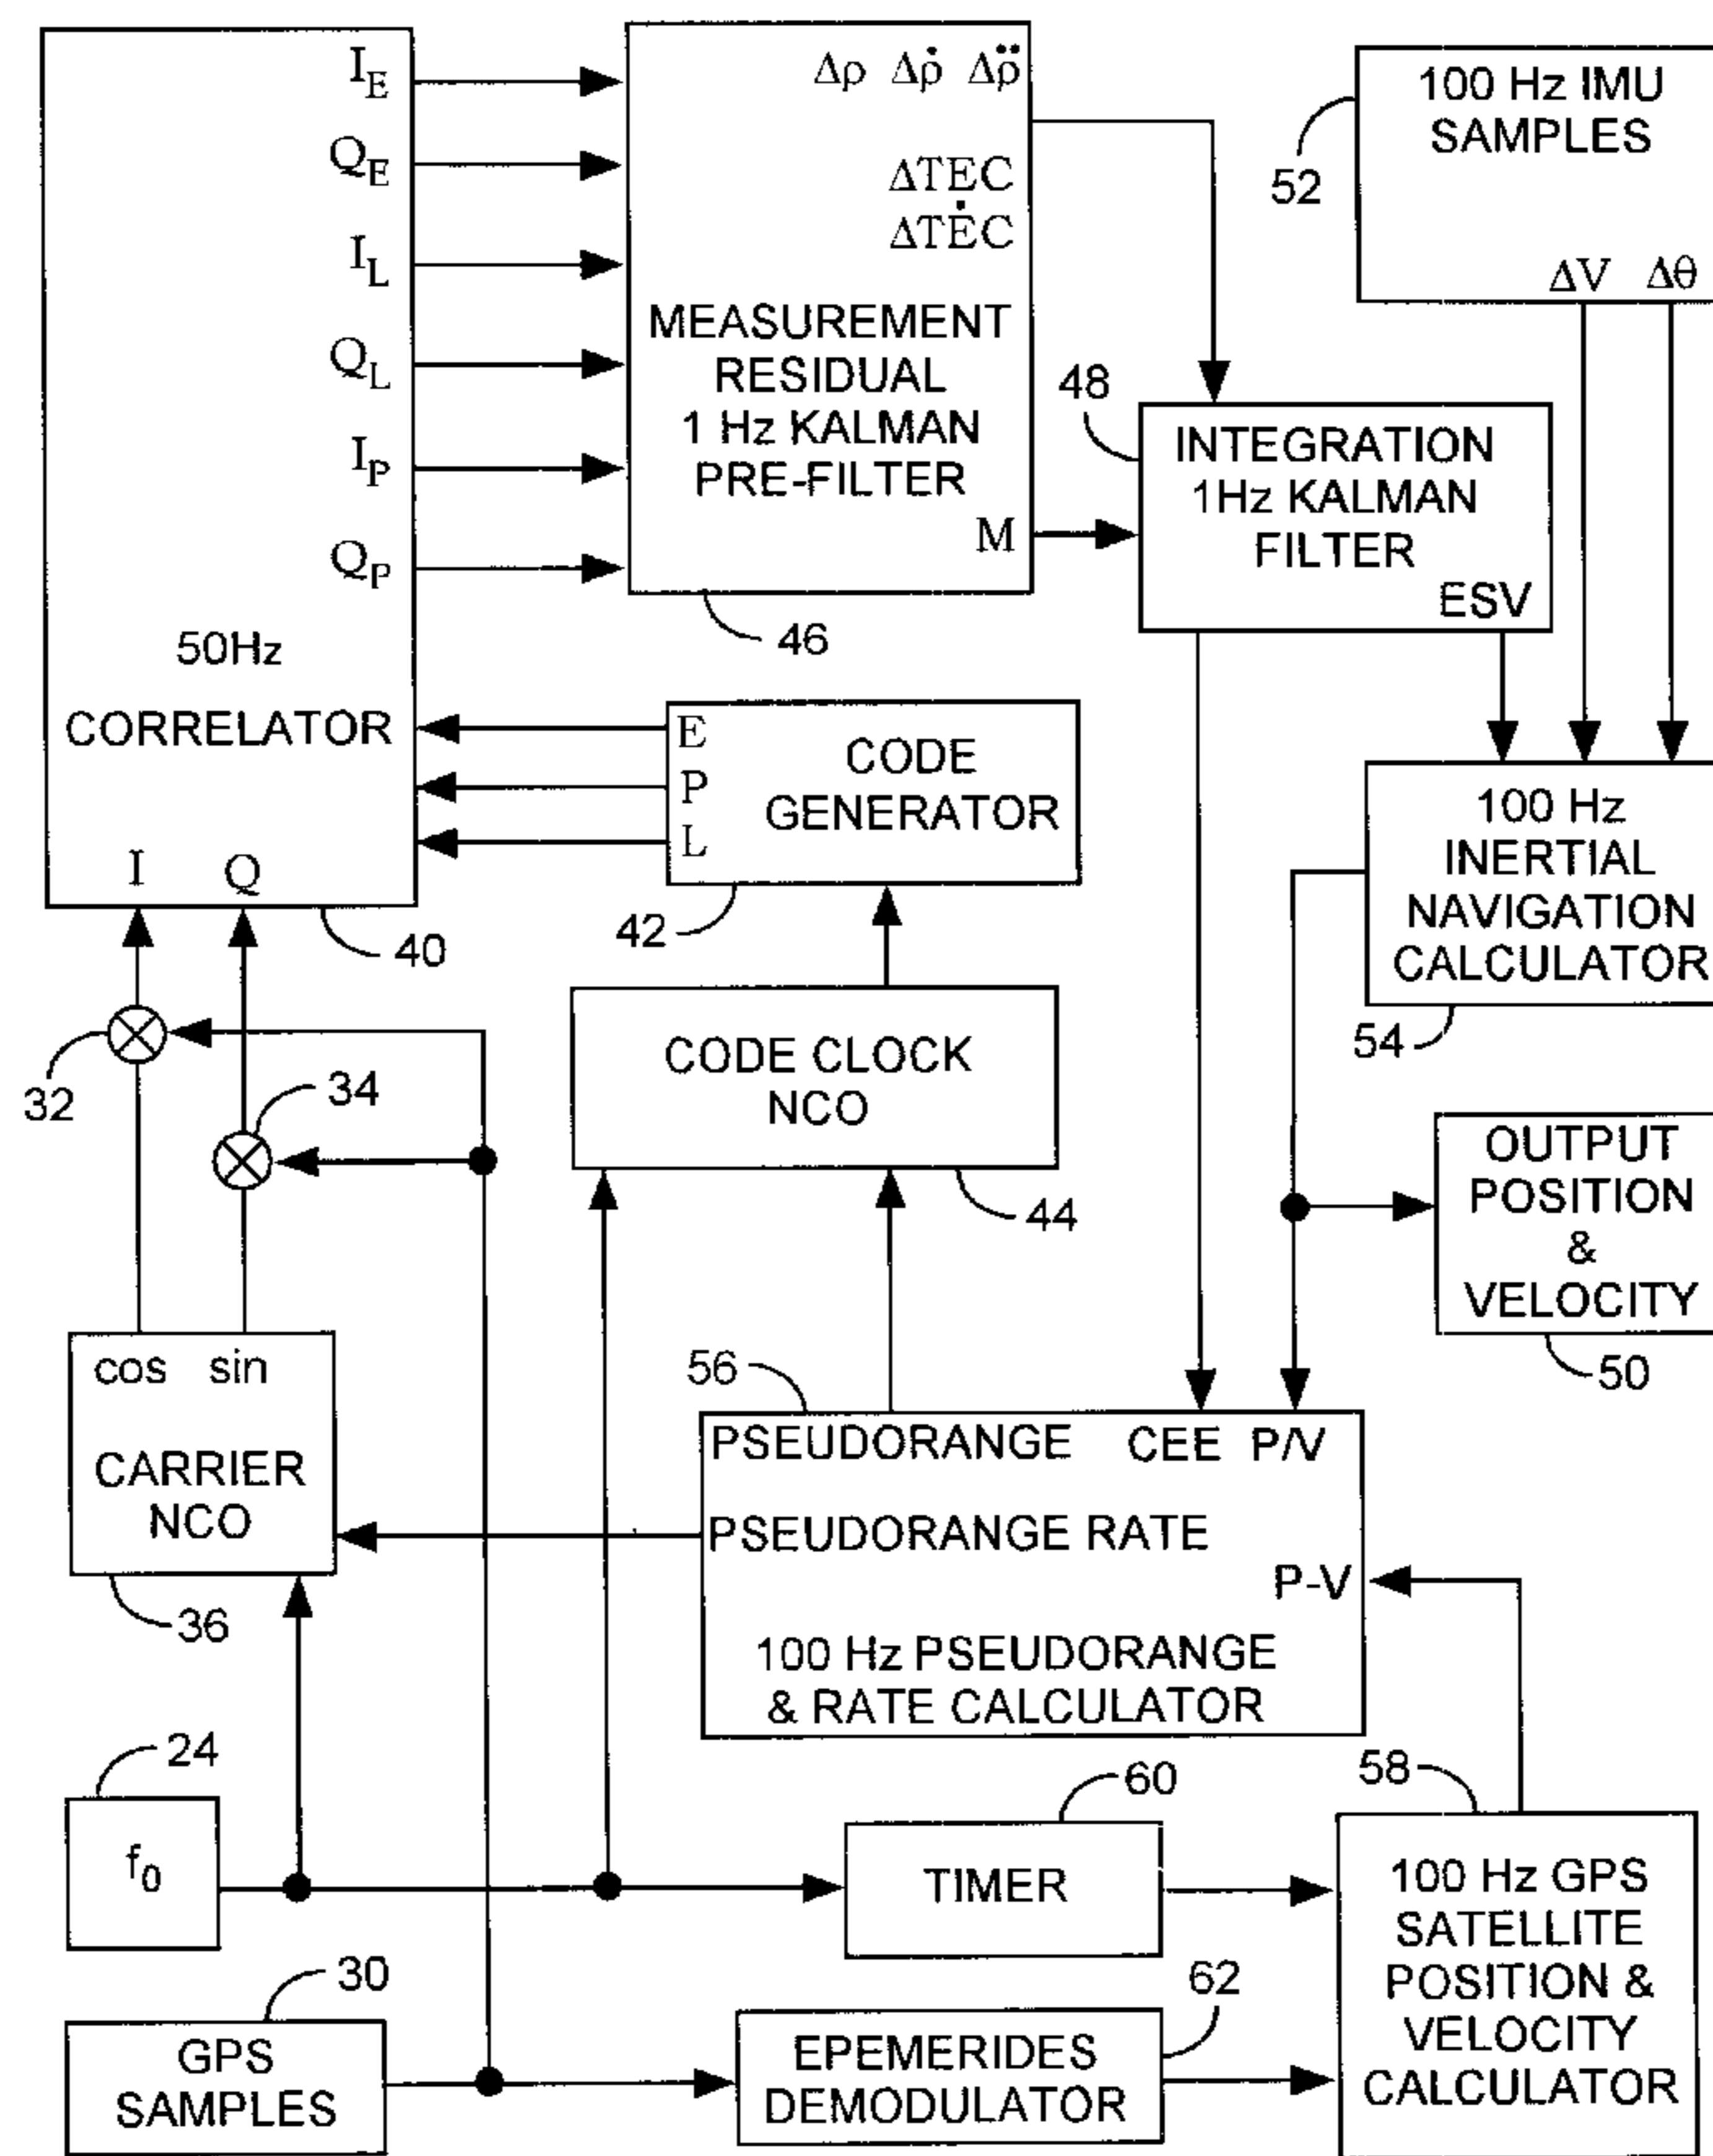 I_E
Q_E
I_L
Q_L
I_P
Q_P
50Hz
CORRELATOR
I Q
40
Δρ Δρ̇ Δρ̈
ΔTEC
ΔTĖC
MEASUREMENT
RESIDUAL
1 Hz KALMAN
PRE-FILTER
M
46
100 Hz IMU
SAMPLES
ΔV Δθ
52
48
INTEGRATION
1Hz KALMAN
FILTER
ESV
E
P
L
CODE
GENERATOR
42
100 Hz
INERTIAL
NAVIGATION
CALCULATOR
54
32
34
CODE CLOCK
NCO
44
OUTPUT
POSITION
&
VELOCITY
50
cos sin
CARRIER
NCO
36
56
PSEUDORANGE CEE P/V
PSEUDORANGE RATE
P-V
100 Hz PSEUDORANGE
& RATE CALCULATOR
24
f₀
60
TIMER
58
100 Hz GPS
SATELLITE
POSITION &
VELOCITY
CALCULATOR
30
GPS
SAMPLES
62
EPEMERIDES
DEMODULATOR